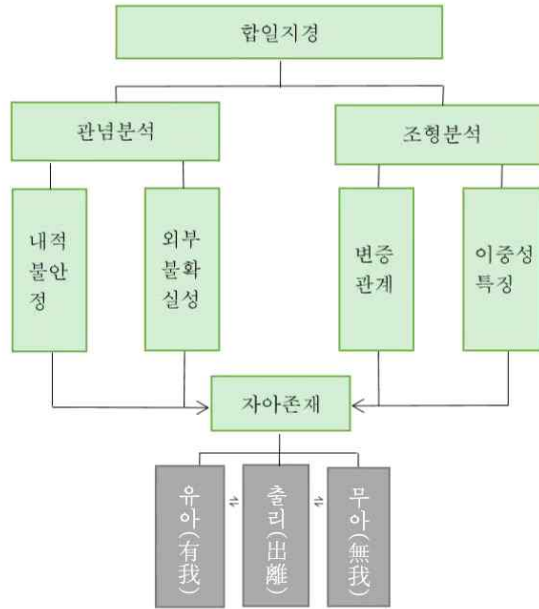 합일지경
관념분석
조형분석
내적
불안
정
외부
불확
실성
변증
관계
이중성
특징
자아존재
유아(有我)
⇌
출리(出離)
⇌
무아(無我)